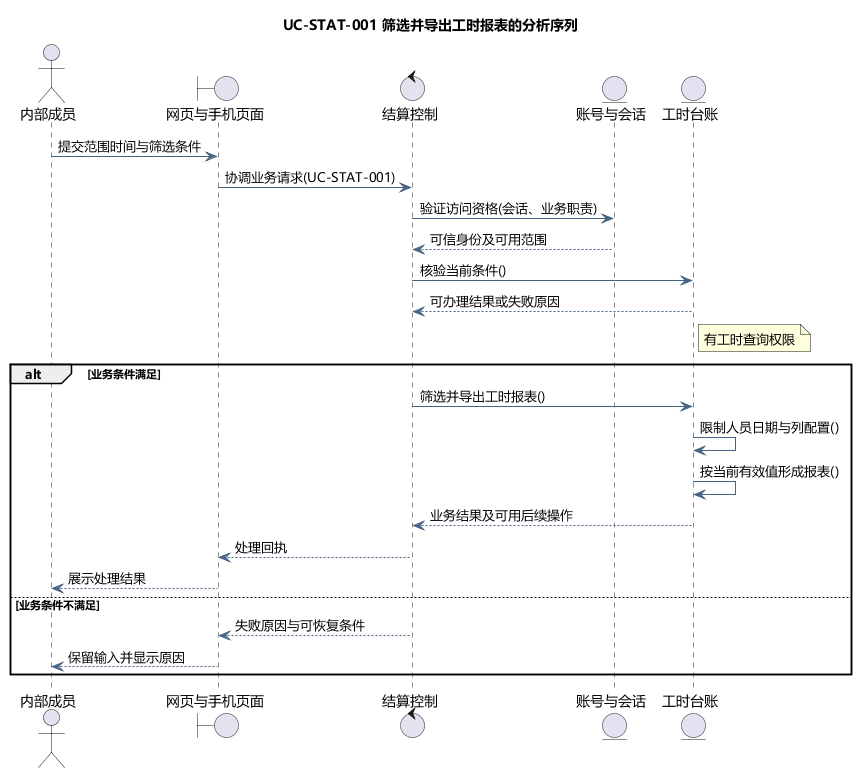 UC-STAT-001 筛选并导出工时报表的分析序列
内部成员
网页与手机页面
结算控制
账号与会话
工时台账
提交范围时间与筛选条件
协调业务请求(UC-STAT-001)
验证访问资格(会话、业务职责)
可信身份及可用范围
核验当前条件()
可办理结果或失败原因
有工时查询权限
alt
[业务条件满足]
筛选并导出工时报表()
限制人员日期与列配置()
按当前有效值形成报表()
业务结果及可用后续操作
处理回执
展示处理结果
[业务条件不满足]
失败原因与可恢复条件
保留输入并显示原因
内部成员
网页与手机页面
结算控制
账号与会话
工时台账